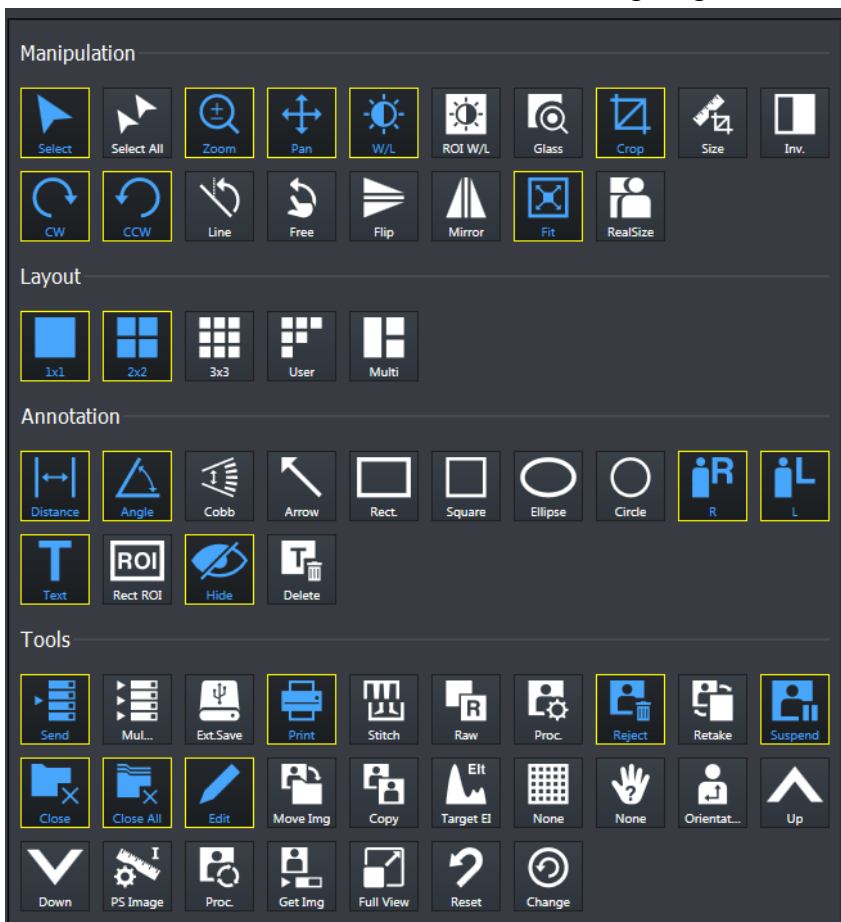 Manipulation
Select Select All Zoom Pan W/L ROI W/L Glass Crop Size Inv.
CW CCW Line Free Flip Mirror Fit RealSize
Layout
1x1 2x2 3x3 User Multi
Annotation
R L
Distance Angle Cobb Arrow Rect. Square Ellipse Circle R L
T ROI T
Text Rect ROI Hide Delete
Tools
R
Send Mul... Ext.Save Print Stitch Raw Proc. Reject Retake Suspend
EIt
?
Close Close All Edit Move Img Copy Target EI None None Orientat... Up
I
Down PS Image Proc. Get Img Full View Reset Change